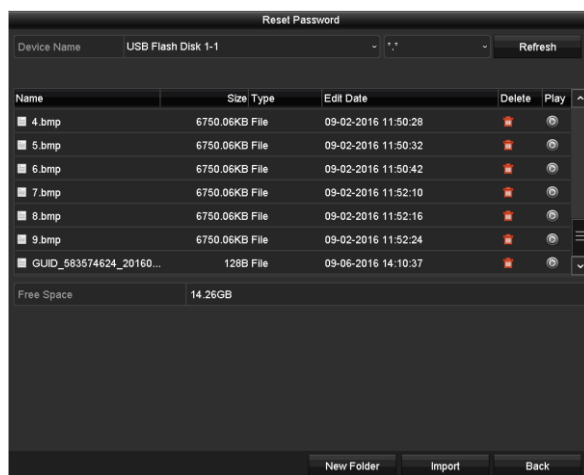 Reset Password
Device Name USB Flash Disk 1-1 *.* Refresh
Name Size Type Edit Date Delete Play
4.bmp 6750.06KB File 09-02-2016 11:50:28
5.bmp 6750.06KB File 09-02-2016 11:50:32
6.bmp 6750.06KB File 09-02-2016 11:50:42
7.bmp 6750.06KB File 09-02-2016 11:52:10
8.bmp 6750.06KB File 09-02-2016 11:52:16
9.bmp 6750.06KB File 09-02-2016 11:52:24
GUID_583574624_20160... 128B File 09-06-2016 14:10:37
Free Space 14.26GB
New Folder Import Back